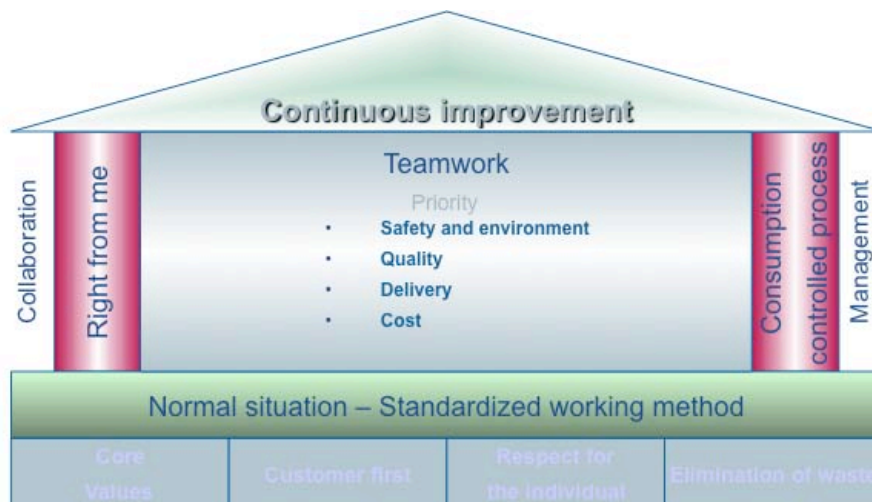 Continuous improvement
Collaboration
Right from me
Teamwork
Priority
• Safety and environment
• Quality
• Delivery
• Cost
Consumption
controlled process
Management
Normal situation – Standardized working method
Core
Values
Customer first
Respect for
the individual
Elimination of waste